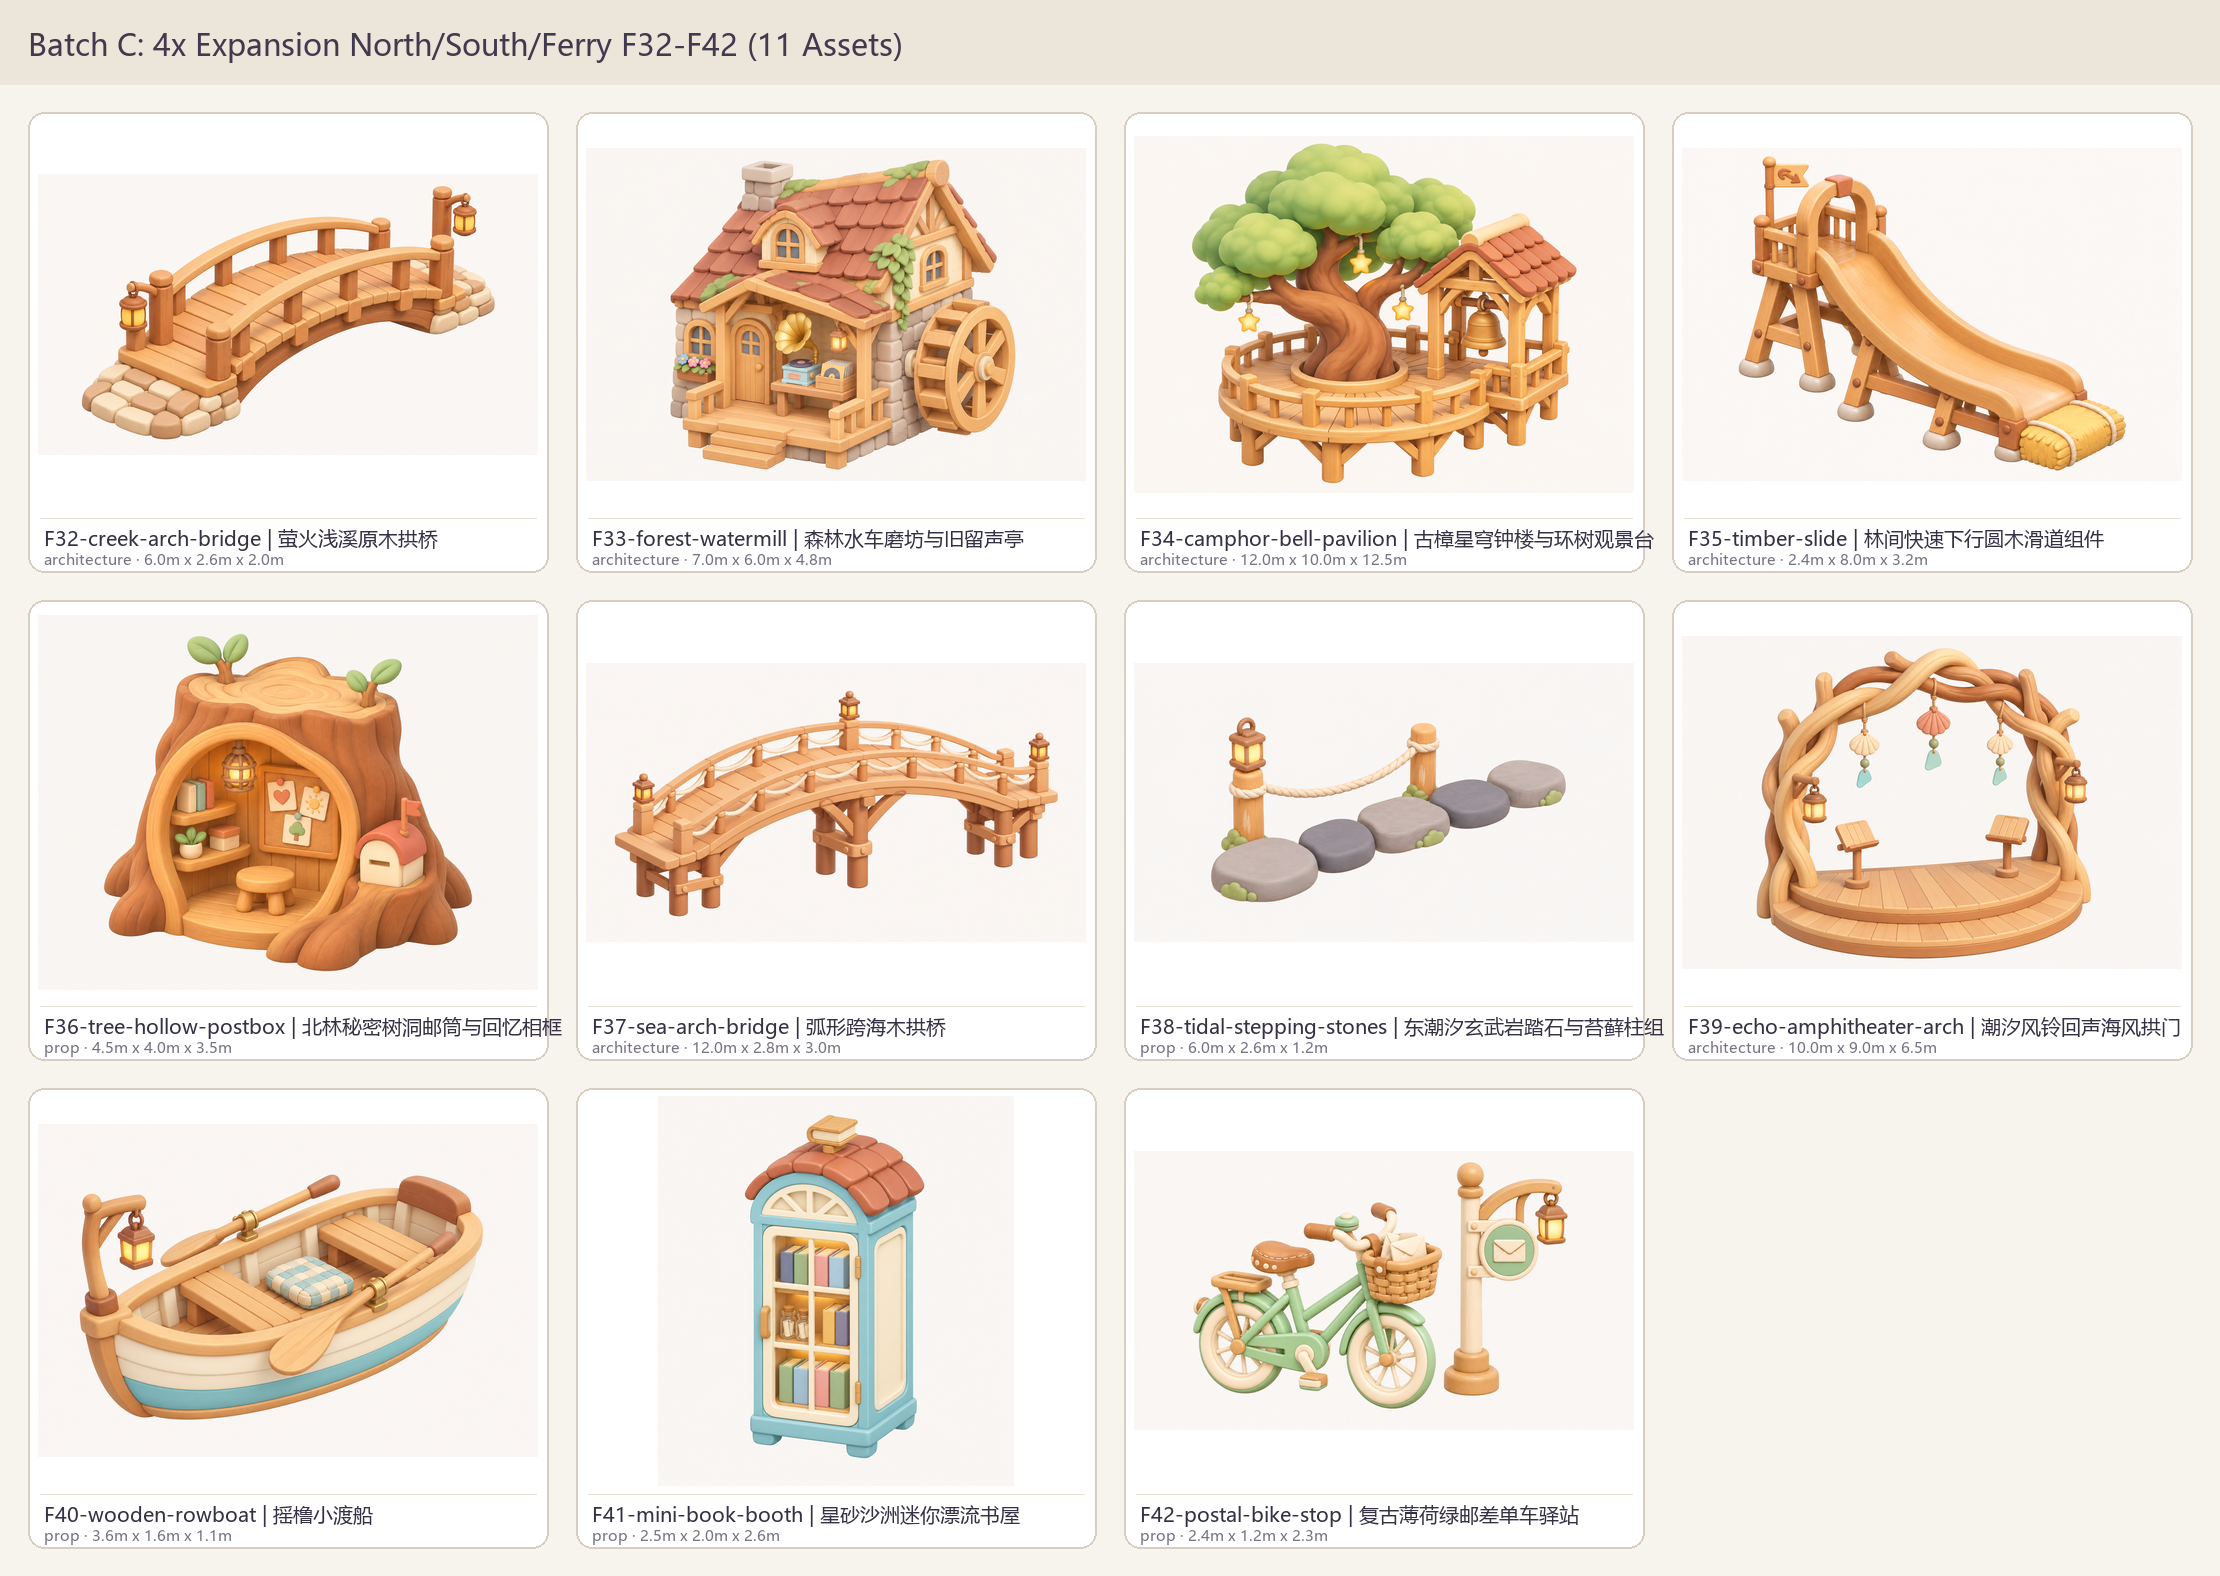 Batch C: 4x Expansion North/South/Ferry F32-F42 (11 Assets)
F32-creek-arch-bridge | 萤火浅溪原木拱桥
architecture · 6.0m x 2.6m x 2.0m
F33-forest-watermill | 森林水车磨坊与旧留声亭
architecture · 7.0m x 6.0m x 4.8m
F34-camphor-bell-pavilion | 古樟星穹钟楼与环树观景台
architecture · 12.0m x 10.0m x 12.5m
F35-timber-slide | 林间快速下行圆木滑道组件
architecture · 2.4m x 8.0m x 3.2m
F36-tree-hollow-postbox | 北林秘密树洞邮筒与回忆相框
prop · 4.5m x 4.0m x 3.5m
F37-sea-arch-bridge | 弧形跨海木拱桥
architecture · 12.0m x 2.8m x 3.0m
F38-tidal-stepping-stones | 东潮汐玄武岩踏石与苔藓柱组
prop · 6.0m x 2.6m x 1.2m
F39-echo-amphitheater-arch | 潮汐风铃回声海风拱门
architecture · 10.0m x 9.0m x 6.5m
F40-wooden-rowboat | 摇橹小渡船
prop · 3.6m x 1.6m x 1.1m
F41-mini-book-booth | 星砂沙洲迷你漂流书屋
prop · 2.5m x 2.0m x 2.6m
F42-postal-bike-stop | 复古薄荷绿邮差单车驿站
prop · 2.4m x 1.2m x 2.3m